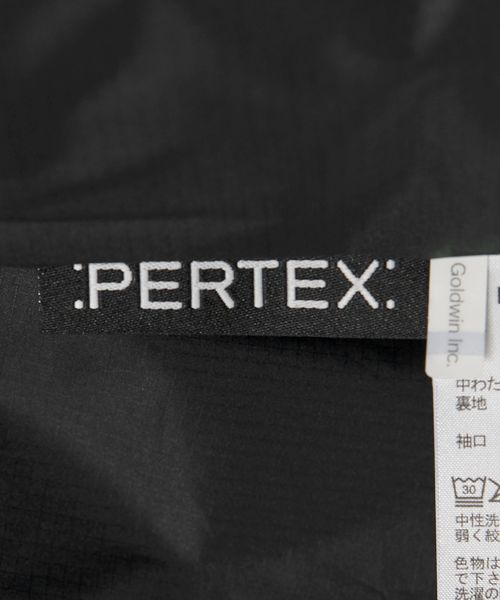 :PERTEX:
Goldwin Inc.
中わた
裏地
袖口
30
中性洗
弱く絞
色物は
で下さ
洗濯の